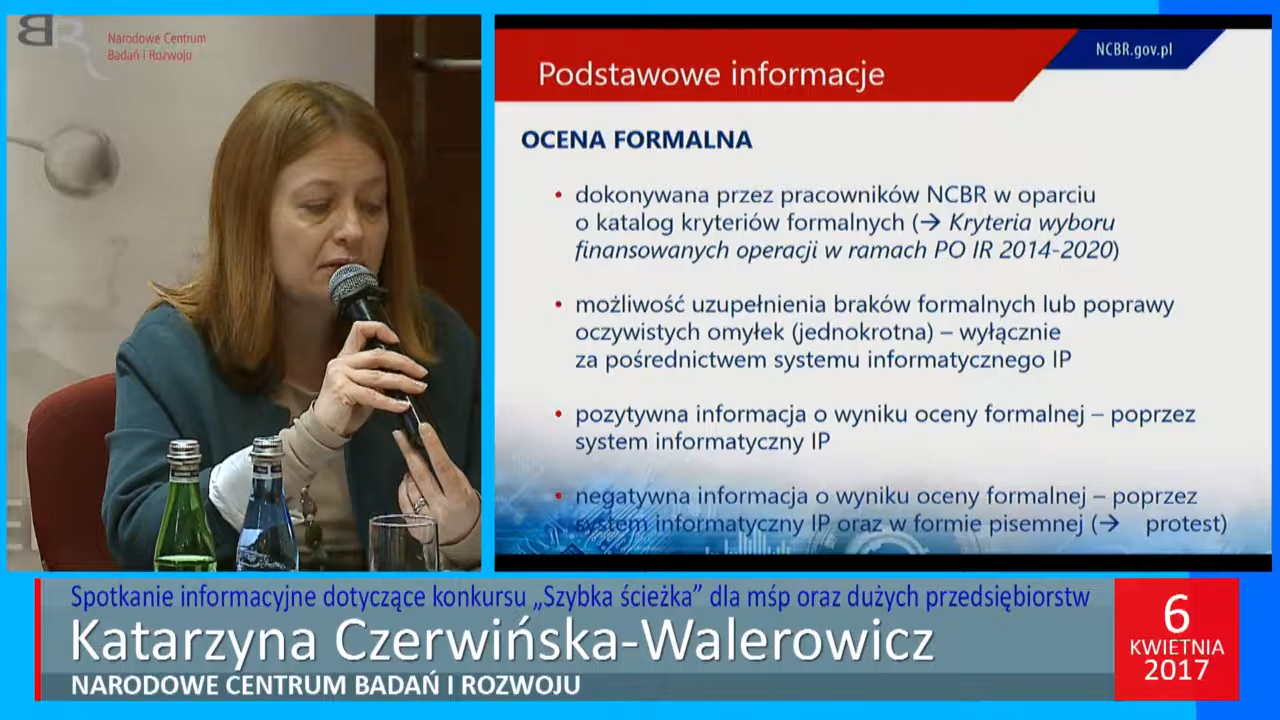 BR
Narodowe Centrum
Badań i Rozwoju
NCBR.gov.pl
Podstawowe informacje
OCENA FORMALNA
• dokonywana przez pracowników NCBR w oparciu
o katalog kryteriów formalnych (→ Kryteria wyboru
finansowanych operacji w ramach PO IR 2014-2020)
• możliwość uzupełnienia braków formalnych lub poprawy
oczywistych omyłek (jednokrotna) – wyłącznie
za pośrednictwem systemu informatycznego IP
• pozytywna informacja o wyniku oceny formalnej – poprzez
system informatyczny IP
• negatywna informacja o wyniku oceny formalnej – poprzez
system informatyczny IP oraz w formie pisemnej (→ protest)
Spotkanie informacyjne dotyczące konkursu „Szybka ścieżka” dla mśp oraz dużych przedsiębiorstw
Katarzyna Czerwińska-Walerowicz
NARODOWE CENTRUM BADAŃ I ROZWOJU
6
KWIETNIA
2017